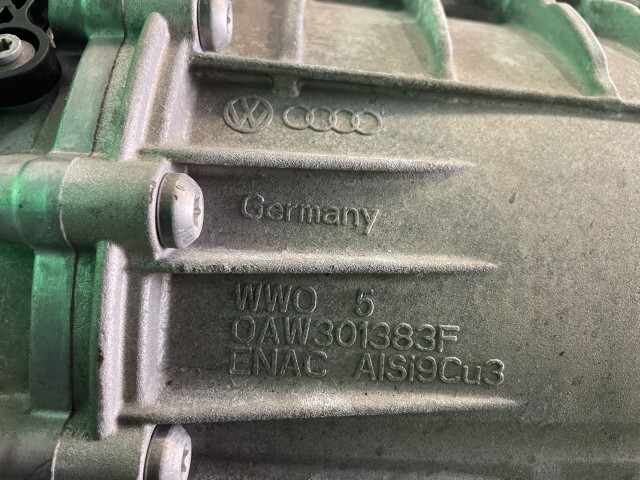 Germany
WWO 5
0AW301383F
ENAC AlSi9Cu3